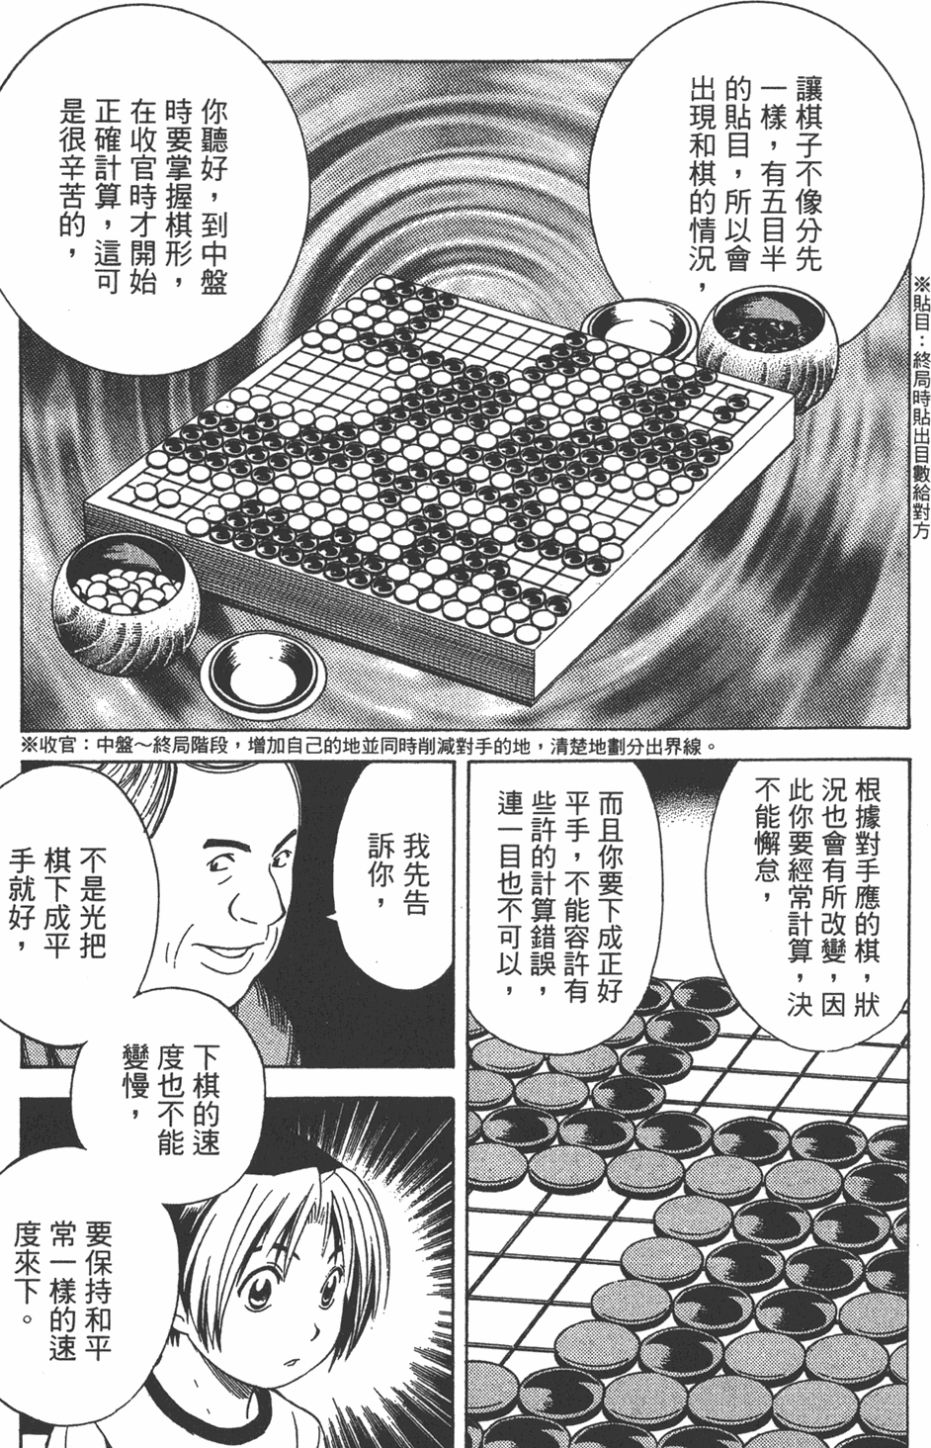 讓棋子不像分先
一樣，有五目半
的貼目，所以會
出現和棋的情況，
※貼目：終局時貼出目數給對方
你聽好，到中盤
時要掌握棋形，
在收官時才開始
正確計算，這可
是很辛苦的，
※收官：中盤～終局階段，增加自己的地並同時削減對手的地，清楚地劃分出界線。
根據對手應的棋，狀
況也會有所改變，因
此你要經常計算，決
不能懈怠，
而且你要下成正好
平手，不能容許有
些許的計算錯誤，
連一目也不可以，
我先告
訴你，
不是光把
棋下成平
手就好，
下棋的速
度也不能
變慢，
要保持和平
常一樣的速
度來下。